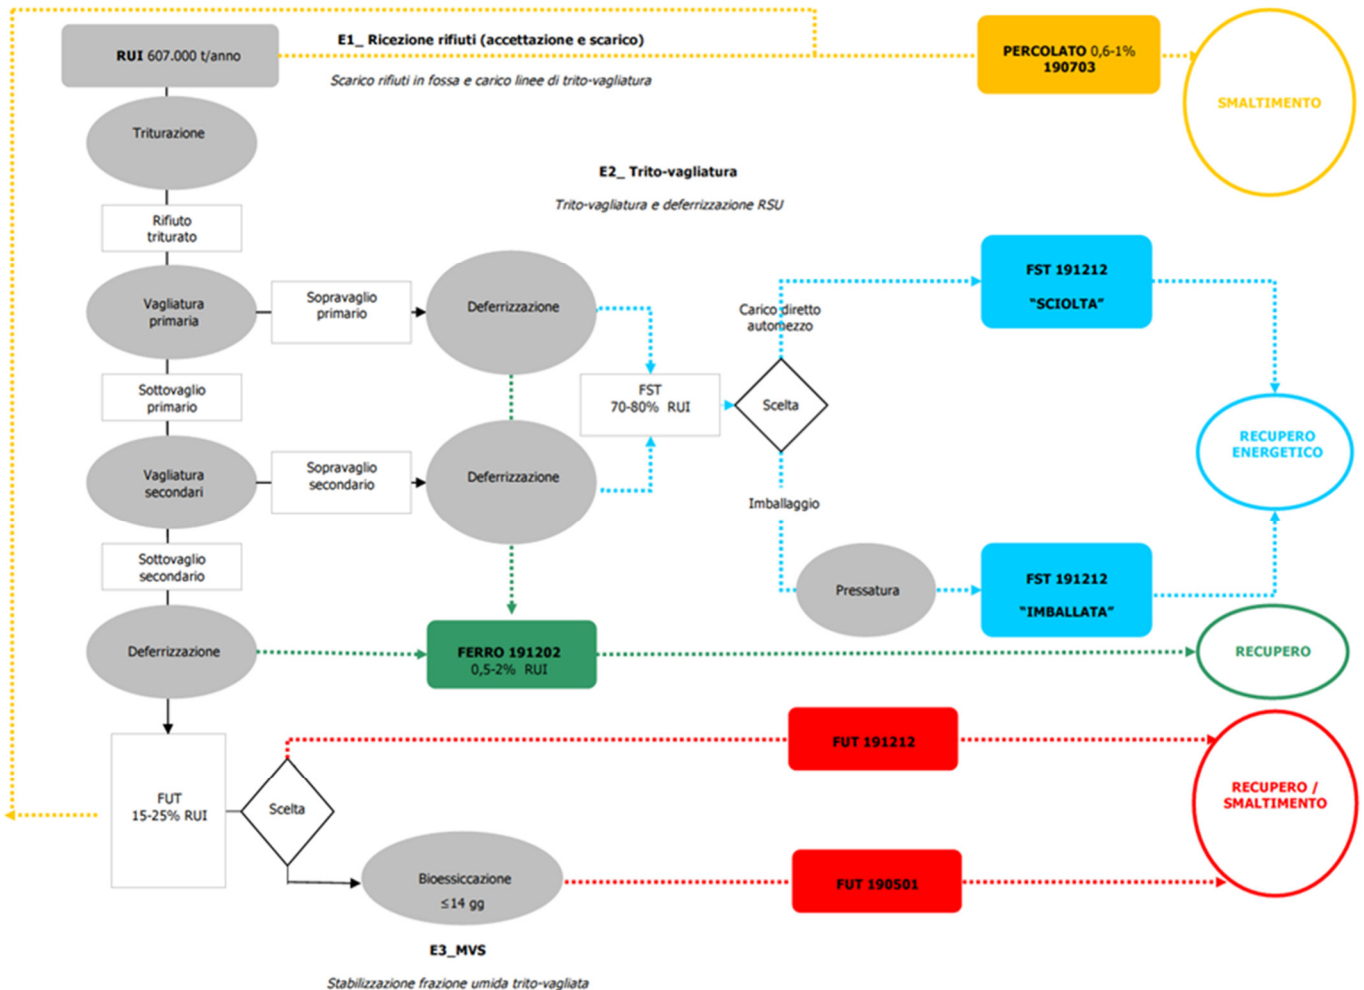 E1_ Ricezione rifiuti (accettazione e scarico)
RUI 607.000 t/anno
PERCOLATO 0,6-1%
190703
Scarico rifiuti in fossa e carico linee di trito-vagliatura
SMALTIMENTO
Triturazione
E2_ Trito-vagliatura
Trito-vagliatura e deferrizzazione RSU
Rifiuto
triturato
FST 191212
"SCIOLTA"
Vagliatura
primaria
Sopravaglio
primario
Deferrizzazione
Carico diretto
automezzo
Sottovaglio
primario
FST
70-80% RUI
Scelta
RECUPERO
ENERGETICO
Vagliatura
secondari
Sopravaglio
secondario
Deferrizzazione
Imballaggio
Sottovaglio
secondario
Pressatura
FST 191212
"IMBALLATA"
Deferrizzazione
FERRO 191202
0,5-2% RUI
RECUPERO
FUT 191212
FUT
15-25% RUI
Scelta
RECUPERO /
SMALTIMENTO
Bioessiccazione
≤14 gg
FUT 190501
E3_MVS
Stabilizzazione frazione umida trito-vagliata